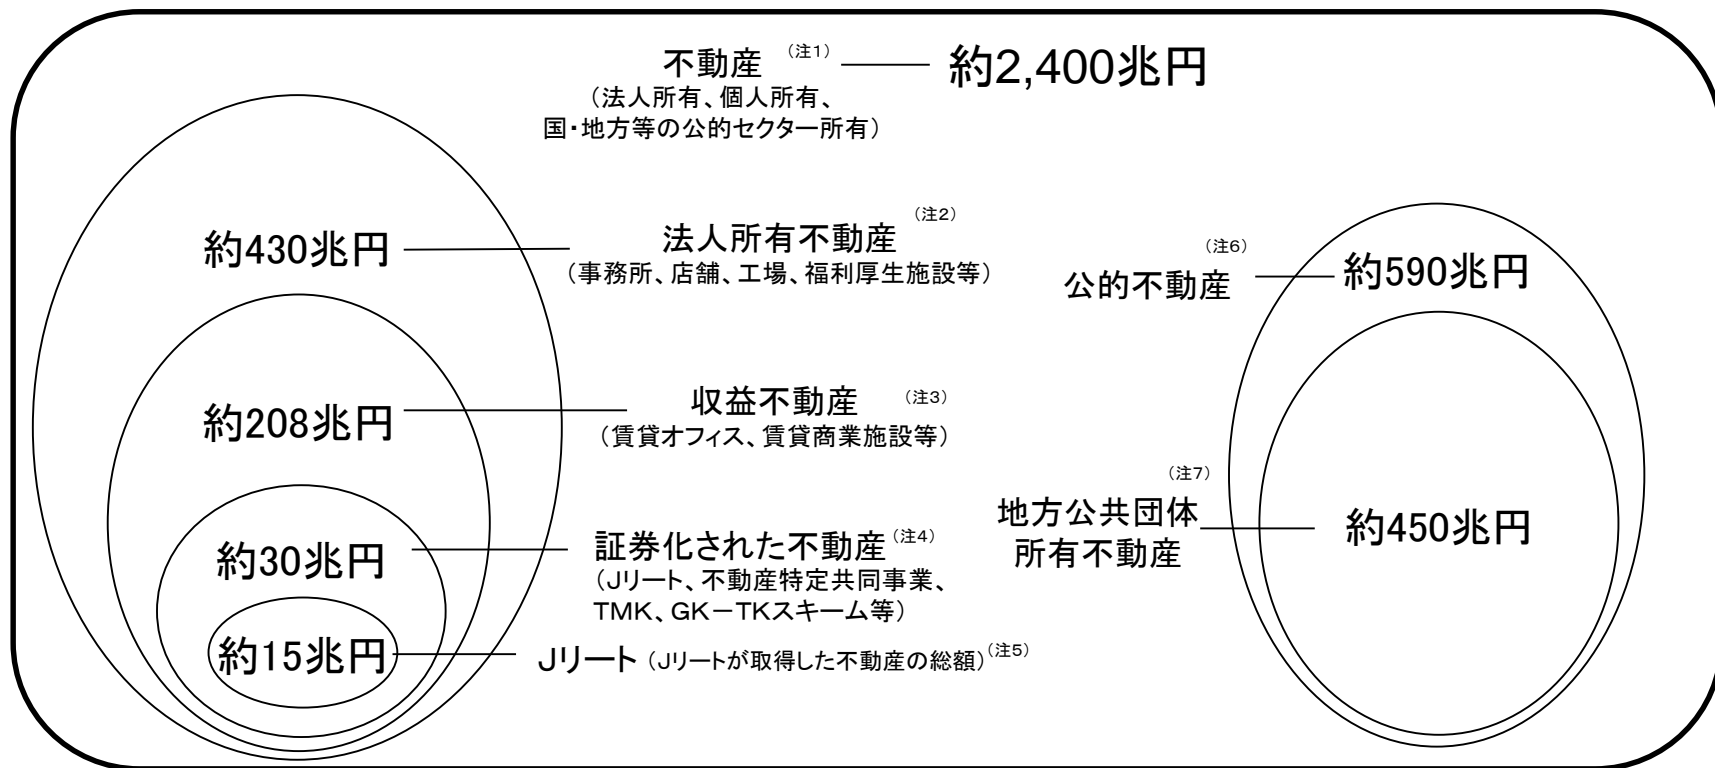 不動産 （注１） 約2,400兆円
（法人所有、個人所有、
国・地方等の公的セクター所有）
約430兆円 法人所有不動産 （注２）
（事務所、店舗、工場、福利厚生施設等）
約208兆円 収益不動産 （注３）
（賃貸オフィス、賃貸商業施設等）
約30兆円 証券化された不動産（注４）
（Ｊリート、不動産特定共同事業、
ＴＭＫ、ＧＫ－ＴＫスキーム等）
約15兆円 Ｊリート （Ｊリートが取得した不動産の総額）（注５）
（注６）
公的不動産 約590兆円
（注７）
地方公共団体 約450兆円
所有不動産